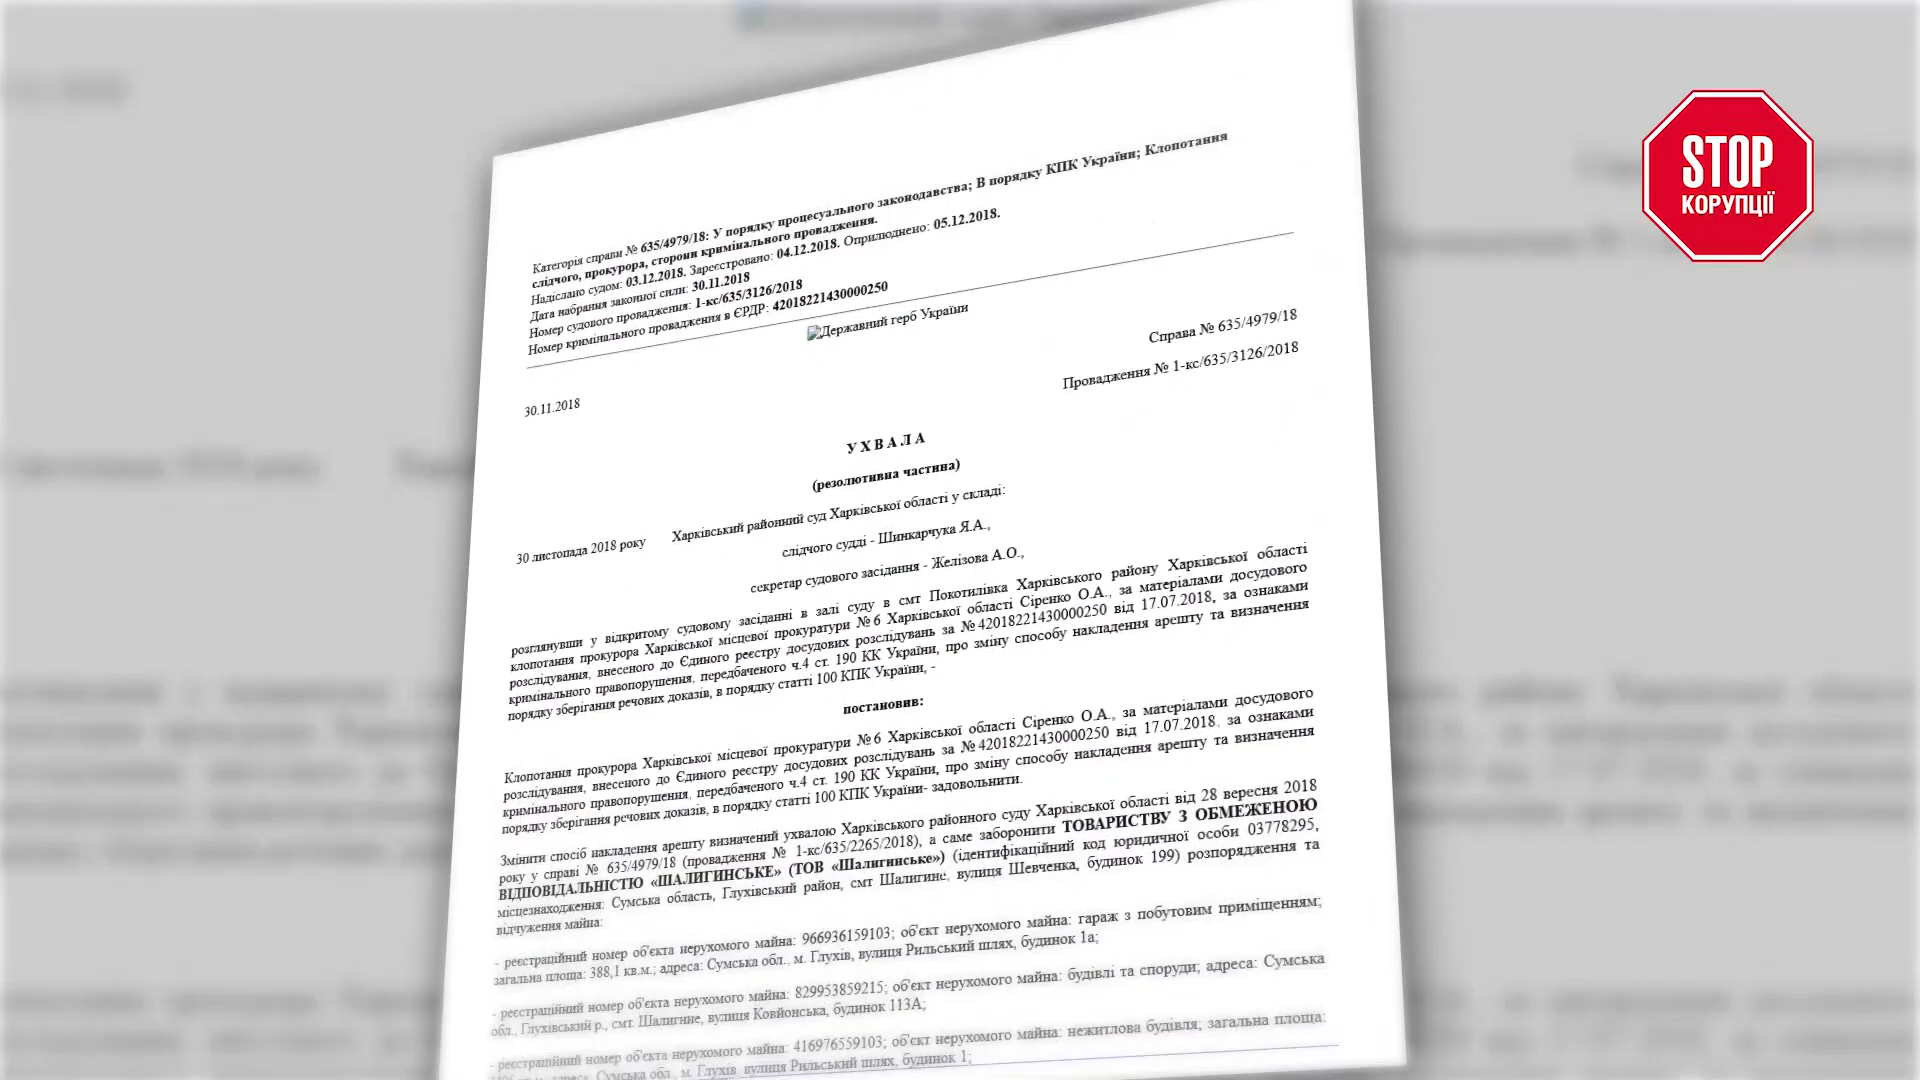 Категорія справи № 635/4979/18: У порядку процесуального законодавства; В порядку КПК України; Клопотання
слідчого, прокурора, сторони кримінального провадження.
Надіслано судом: 03.12.2018. Зареєстровано: 04.12.2018. Оприлюднено: 05.12.2018.
Дата набрання законної сили: 30.11.2018
Номер судового провадження: 1-кс/635/3126/2018
Номер кримінального провадження в ЄРДР: 42018221430000250
Державний герб України
Справа № 635/4979/18
Провадження № 1-кс/635/3126/2018
30.11.2018
У Х В А Л А
(резолютивна частина)
30 листопада 2018 року Харківський районний суд Харківської області у складі:
слідчого судді - Шинкарчука Я.А.,
секретар судового засідання - Желізова А.О.,
розглянувши у відкритому судовому засіданні в залі суду в смт Покотилівка Харківського району Харківської області
клопотання прокурора Харківської місцевої прокуратури №6 Харківської області Сіренко О.А., за матеріалами досудового
розслідування, внесеного до Єдиного реєстру досудових розслідувань за №42018221430000250 від 17.07.2018, за ознаками
кримінального правопорушення, передбаченого ч.4 ст. 190 КК України, про зміну способу накладення арешту та визначення
порядку зберігання речових доказів, в порядку статті 100 КПК України, -
постановив:
Клопотання прокурора Харківської місцевої прокуратури №6 Харківської області Сіренко О.А., за матеріалами досудового
розслідування, внесеного до Єдиного реєстру досудових розслідувань за №42018221430000250 від 17.07.2018, за ознаками
кримінального правопорушення, передбаченого ч.4 ст. 190 КК України, про зміну способу накладення арешту та визначення
порядку зберігання речових доказів, в порядку статті 100 КПК України- задовольнити.
Змінити спосіб накладення арешту визначений ухвалою Харківського районного суду Харківської області від 28 вересня 2018
року у справі № 635/4979/18 (провадження № 1-кс/635/2265/2018), а саме заборонити ТОВАРИСТВУ З ОБМЕЖЕНОЮ
ВІДПОВІДАЛЬНІСТЮ «ШАЛИГИНСЬКЕ» (ТОВ «Шалигинське») (ідентифікаційний код юридичної особи 03778295,
місцезнаходження: Сумська область, Глухівський район, смт Шалигине, вулиця Шевченка, будинок 199) розпорядження та
відчуження майна:
- реєстраційний номер об'єкта нерухомого майна: 966936159103; об'єкт нерухомого майна: гараж з побутовим приміщенням;
загальна площа: 388,1 кв.м.; адреса: Сумська обл., м. Глухів, вулиця Рильський шлях, будинок 1а;
- реєстраційний номер об'єкта нерухомого майна: 829953859215; об'єкт нерухомого майна: будівлі та споруди; адреса: Сумська
обл., Глухівський р., смт. Шалигине, вулиця Ковйонська, будинок 113А;
- реєстраційний номер об'єкта нерухомого майна: 416976559103; об'єкт нерухомого майна: нежитлова будівля; загальна площа:
адреса: Сумська обл., м. Глухів, вулиця Рильський шлях, будинок 1;
STOP
КОРУПЦІЇ